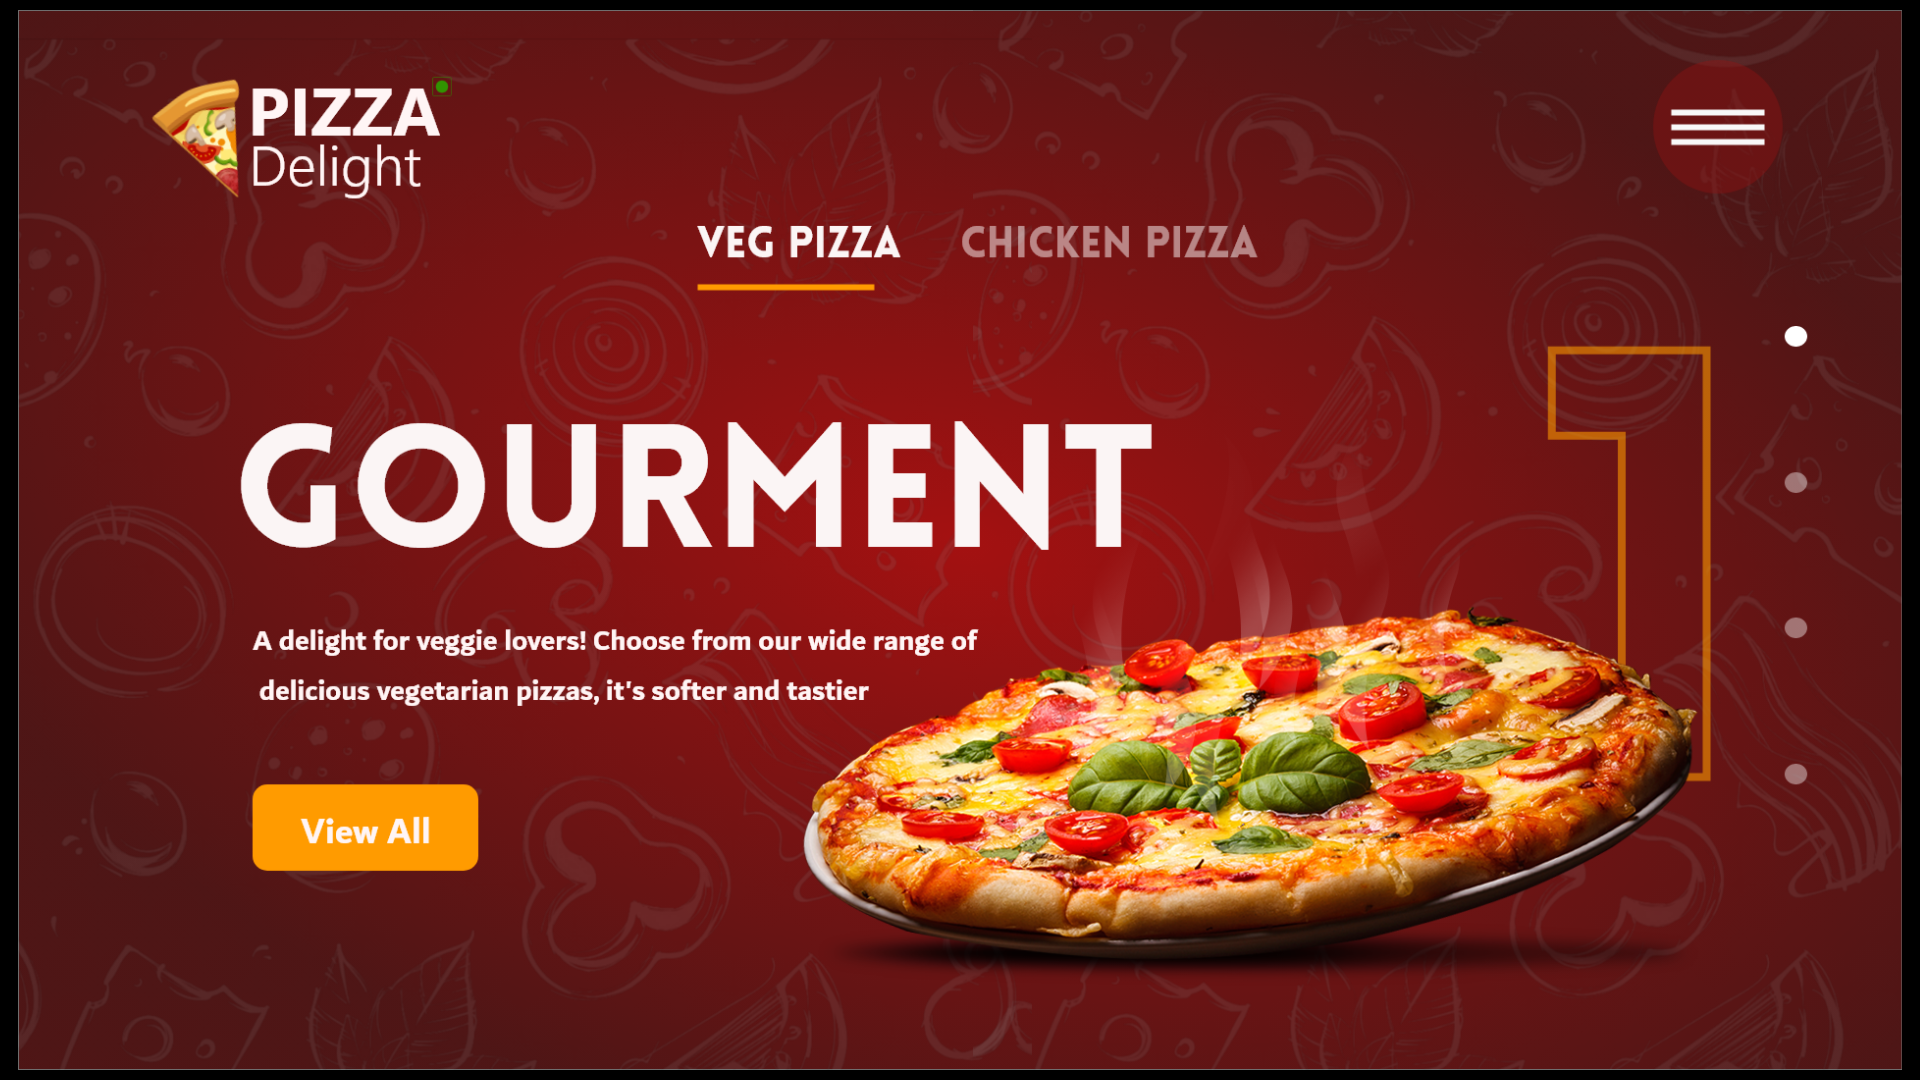 PIZZA
Delight
VEG PIZZA CHICKEN PIZZA
GOURMENT
1
A delight for veggie lovers! Choose from our wide range of
delicious vegetarian pizzas, it's softer and tastier
View All